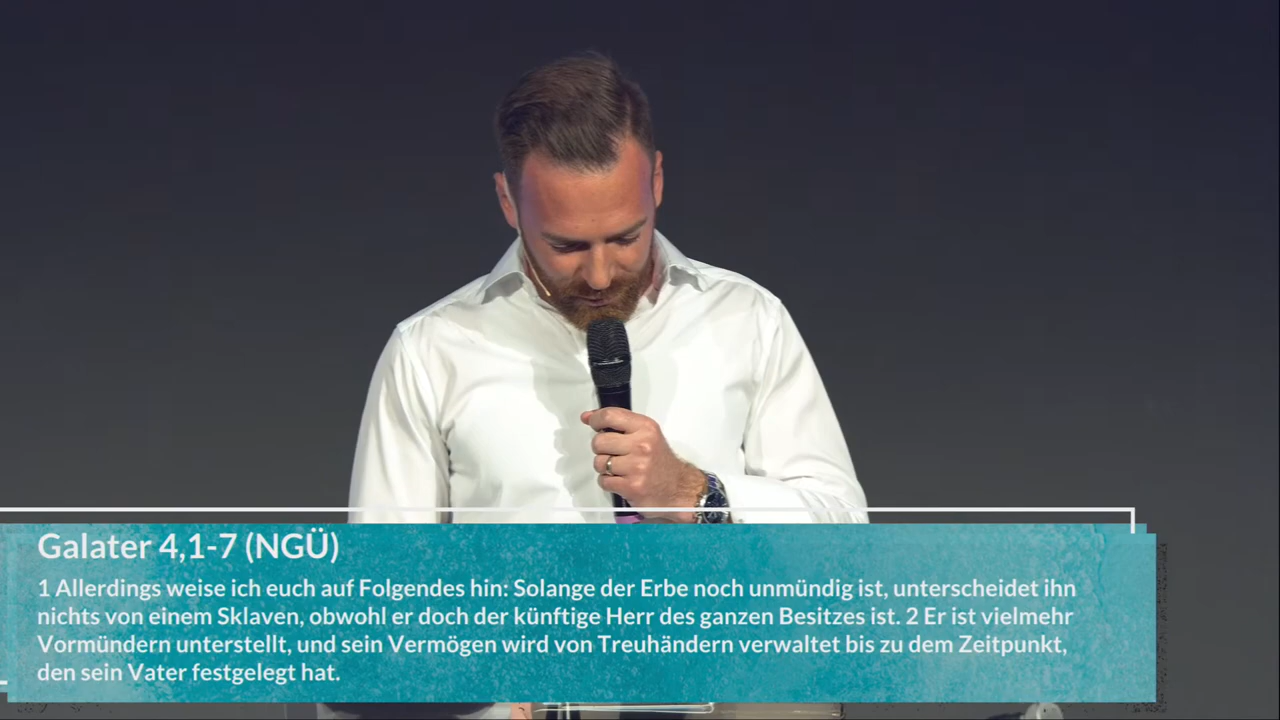 Galater 4,1-7 (NGÜ)
1 Allerdings weise ich euch auf Folgendes hin: Solange der Erbe noch unmündig ist, unterscheidet ihn
nichts von einem Sklaven, obwohl er doch der künftige Herr des ganzen Besitzes ist. 2 Er ist vielmehr
Vormündern unterstellt, und sein Vermögen wird von Treuhändern verwaltet bis zu dem Zeitpunkt,
den sein Vater festgelegt hat.